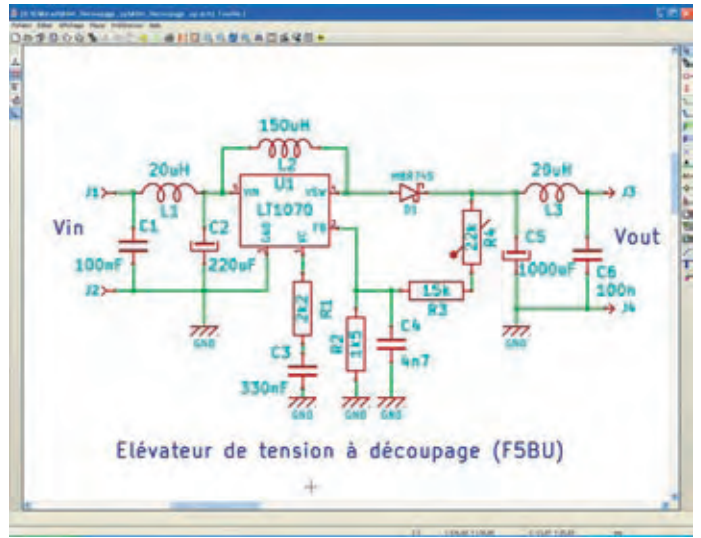 150uH
L2
20uH
L1
J1
Vin
J2
C1
100nF
C2
220uF
U1
VIN
VSW
LT1070
FB
GND
VC
2k2
R1
C3
330nF
GND
GND
R2
1k5
GND
C4
4n7
GND
15k
R3
22k
R4
MBR745
D1
C5
1000uF
GND
20uH
L3
J3
Vout
C6
100n
J4
Elévateur de tension à découpage (F5BU)